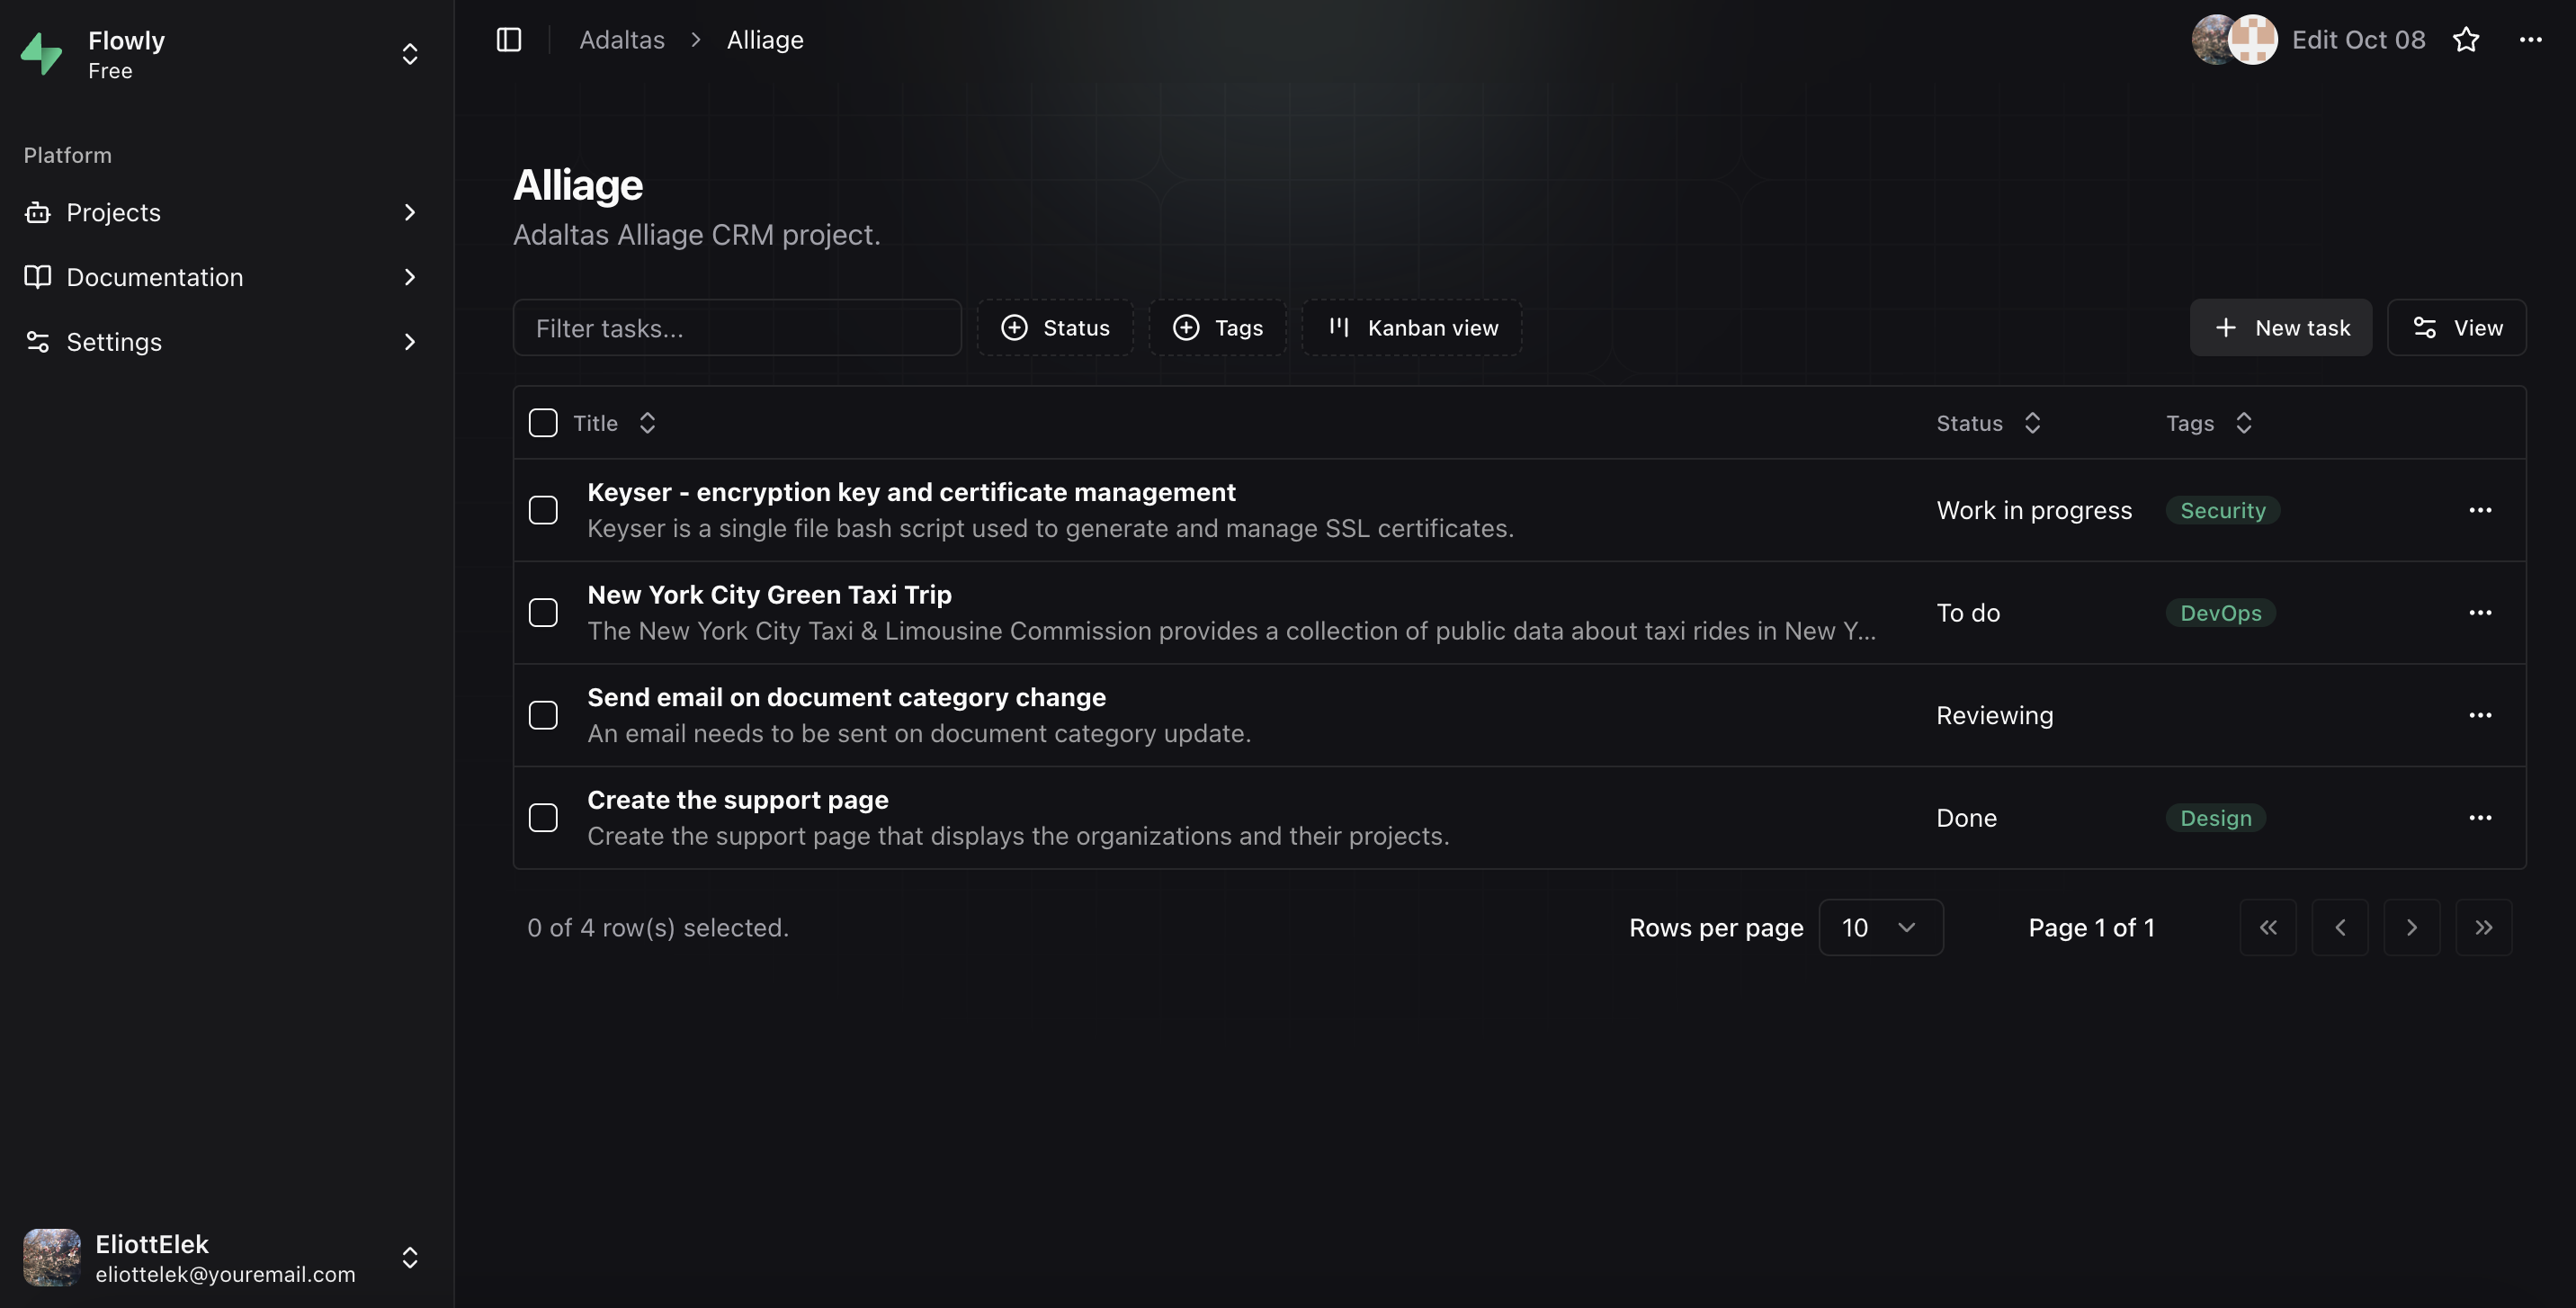 Flowly
Free
Platform
Projects
Documentation
Settings
EliottElek
eliottelek@youremail.com
Adaltas > Alliage
Edit Oct 08
Alliage
Adaltas Alliage CRM project.
Filter tasks...
Status
Tags
Kanban view
New task
View
Title
Status
Tags
Keyser - encryption key and certificate management
Keyser is a single file bash script used to generate and manage SSL certificates.
Work in progress
Security
New York City Green Taxi Trip
The New York City Taxi & Limousine Commission provides a collection of public data about taxi rides in New Y...
To do
DevOps
Send email on document category change
An email needs to be sent on document category update.
Reviewing
Create the support page
Create the support page that displays the organizations and their projects.
Done
Design
0 of 4 row(s) selected.
Rows per page
10
Page 1 of 1